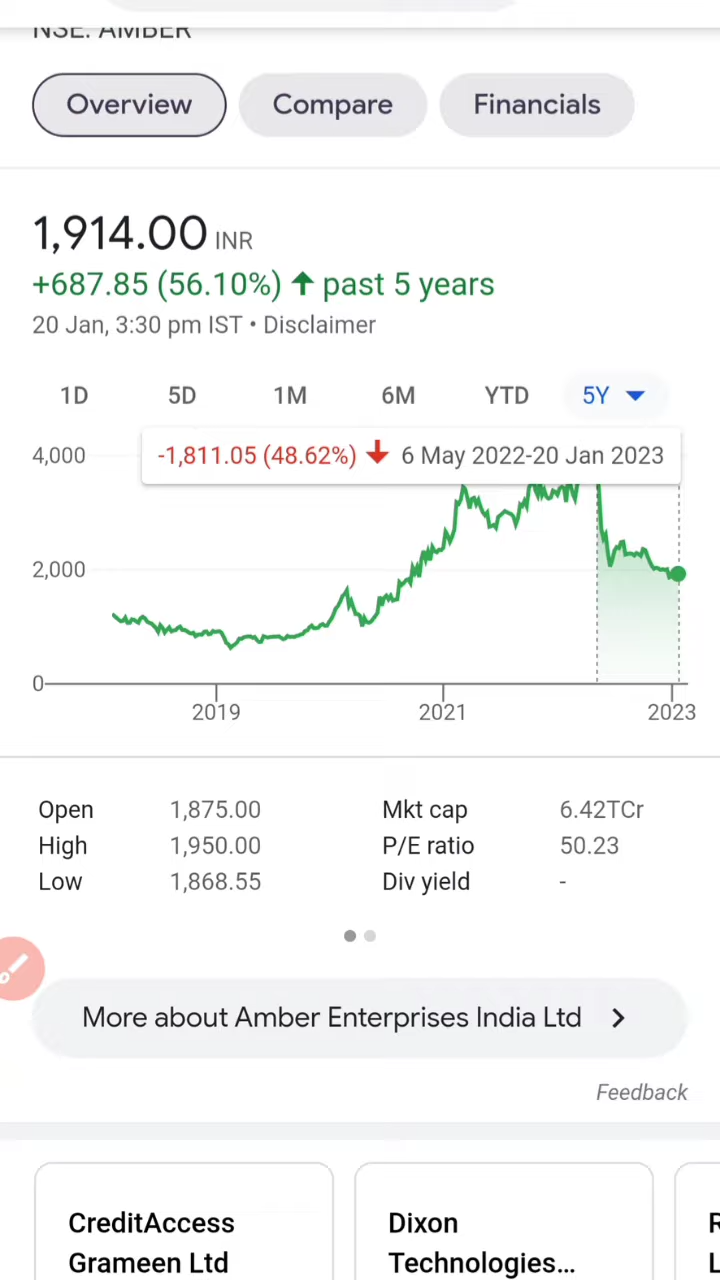 NSE: AMBER
Overview Compare Financials
1,914.00 INR
+687.85 (56.10%) ↑ past 5 years
20 Jan, 3:30 pm IST • Disclaimer
1D 5D 1M 6M YTD 5Y
4,000 -1,811.05 (48.62%) ↓ 6 May 2022-20 Jan 2023
2,000
0
2019 2021 2023
Open 1,875.00 Mkt cap 6.42TCr
High 1,950.00 P/E ratio 50.23
Low 1,868.55 Div yield -
More about Amber Enterprises India Ltd
Feedback
CreditAccess Dixon
Grameen Ltd Technologies...